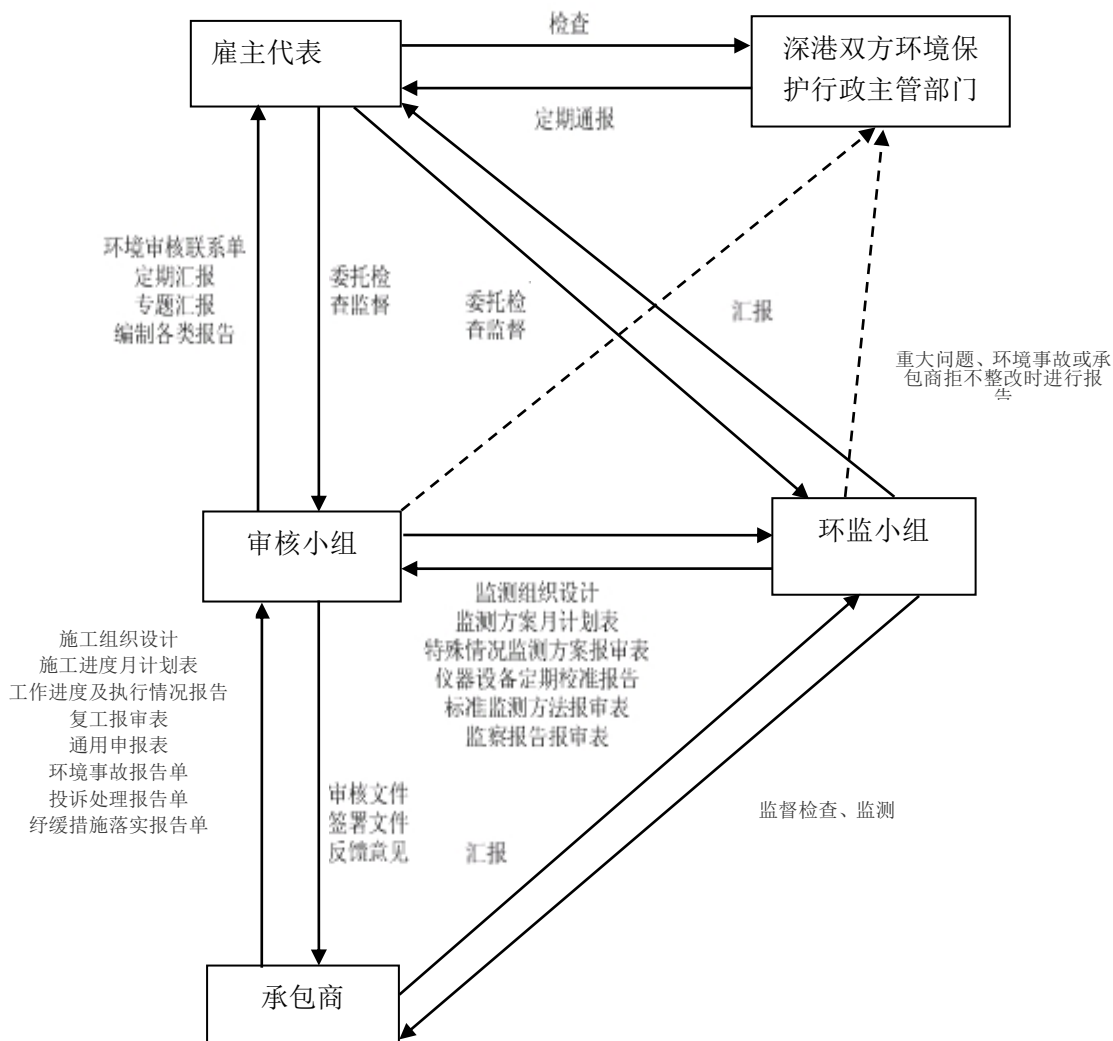 检查
雇主代表
深港双方环境保
护行政主管部门
定期通报
环境审核联系单
定期汇报
专题汇报
编制各类报告
委托检
查监督
委托检
查监督
汇报
重大问题、环境事故或承
包商拒不整改时进行报
告
审核小组
环监小组
监测组织设计
监测方案月计划表
特殊情况监测方案报审表
仪器设备定期校准报告
标准监测方法报审表
监察报告报审表
施工组织设计
施工进度月计划表
工作进度及执行情况报告
复工报审表
通用申报表
环境事故报告单
投诉处理报告单
纾缓措施落实报告单
审核文件
签署文件
反馈意见
汇报
监督检查、监测
承包商